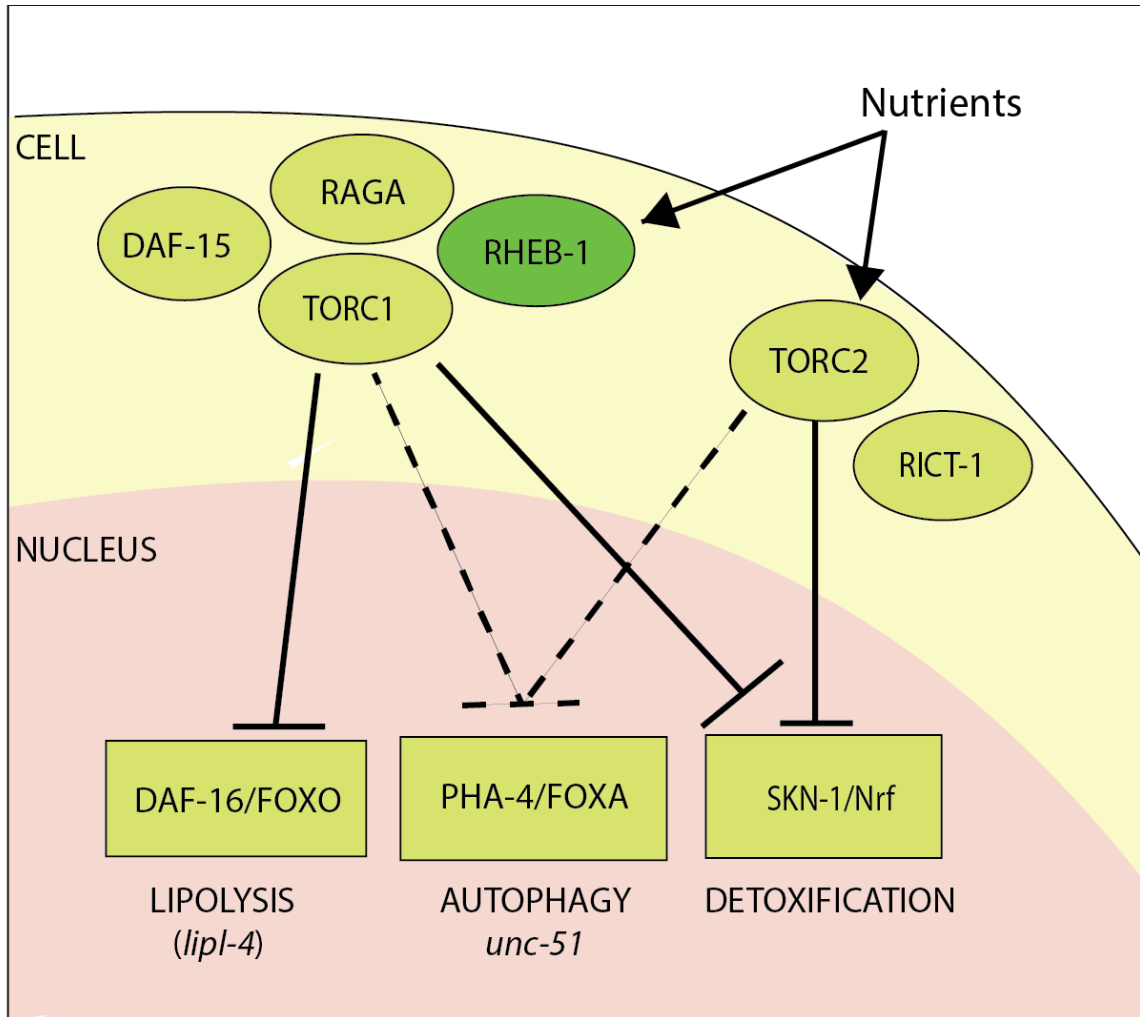 Nutrients
CELL
RAGA
DAF-15
RHEB-1
TORC1
TORC2
RICT-1
NUCLEUS
DAF-16/FOXO
PHA-4/FOXA
SKN-1/Nrf
LIPOLYSIS
(lipl-4)
AUTOPHAGY
unc-51
DETOXIFICATION